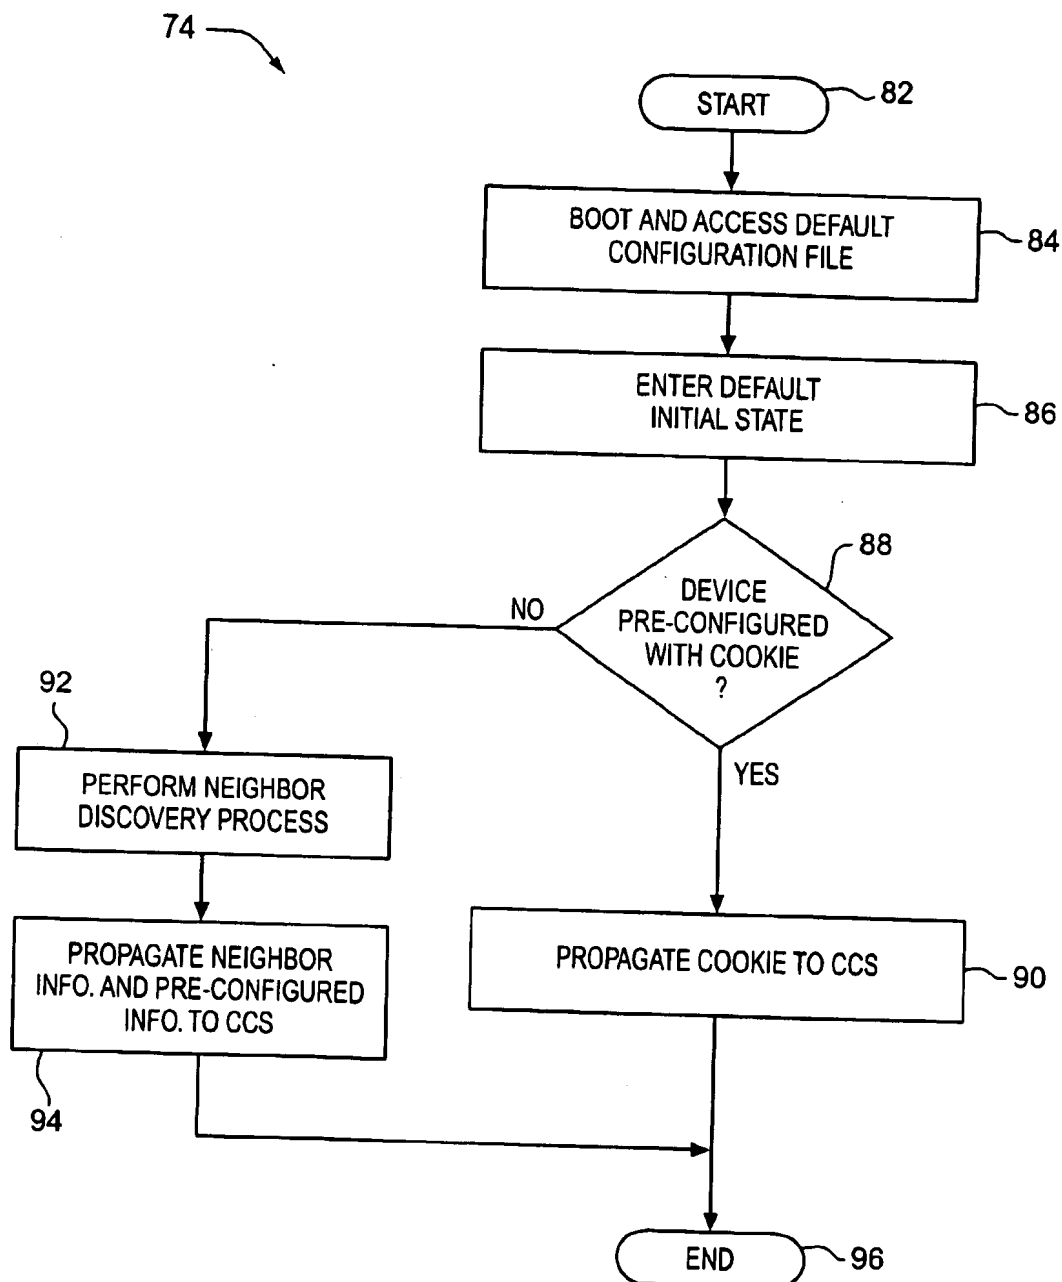 74
START
82
BOOT AND ACCESS DEFAULT
CONFIGURATION FILE
84
ENTER DEFAULT
INITIAL STATE
86
DEVICE
PRE-CONFIGURED
WITH COOKIE
?
88
NO
YES
92
PERFORM NEIGHBOR
DISCOVERY PROCESS
PROPAGATE NEIGHBOR
INFO. AND PRE-CONFIGURED
INFO. TO CCS
94
PROPAGATE COOKIE TO CCS
90
END
96